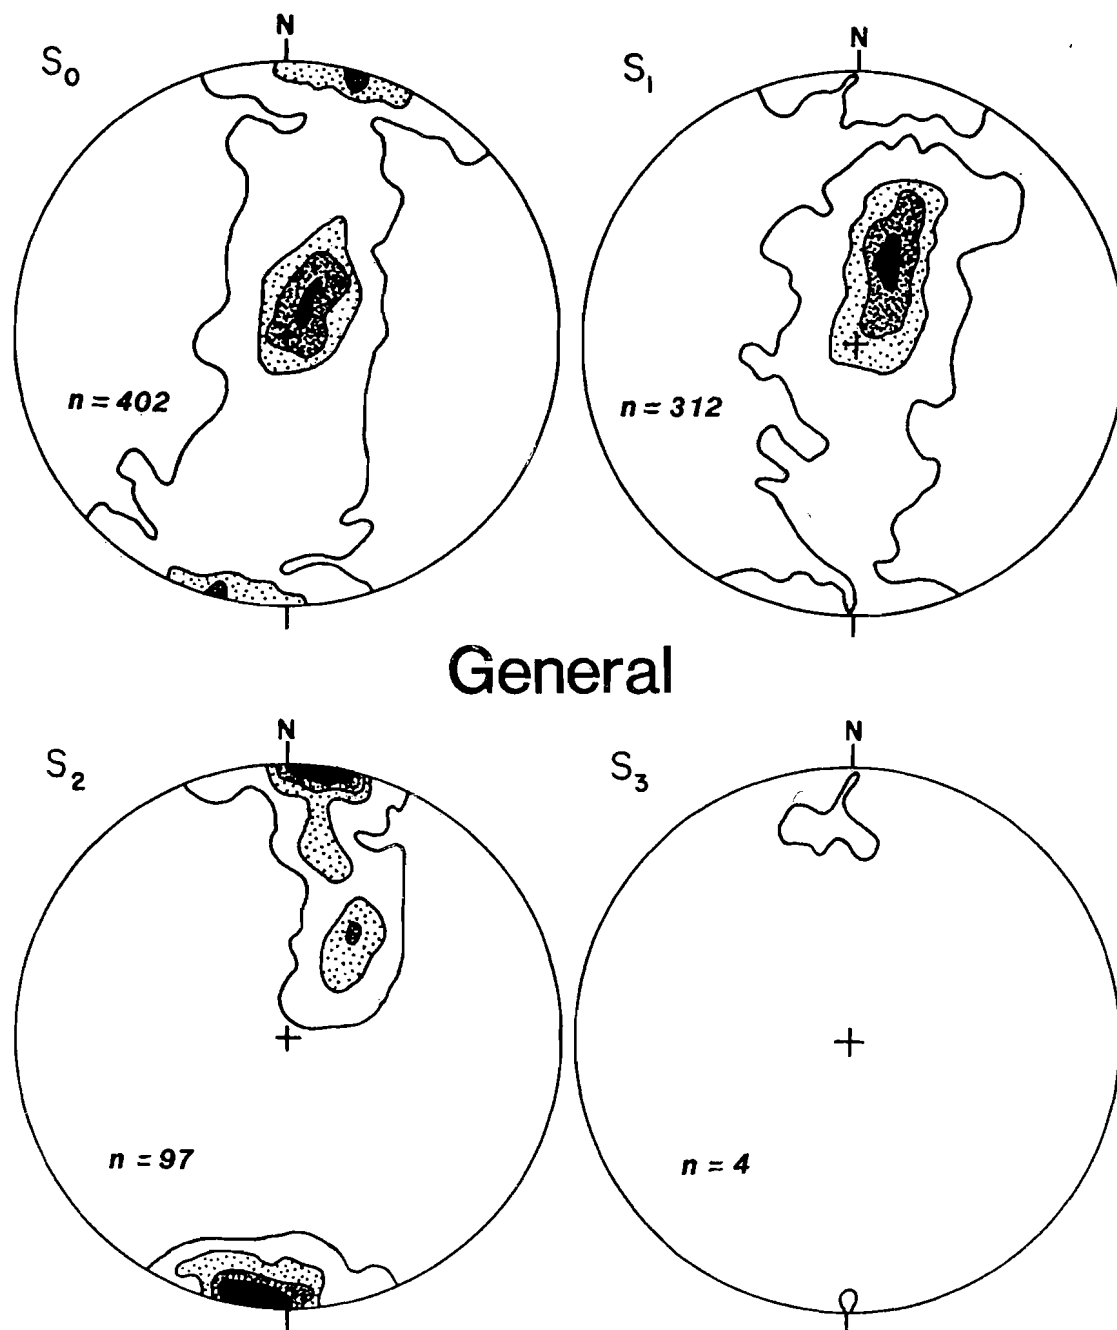 N
N
S₀
S₁
n = 402
n = 312
General
N
N
S₂
S₃
n = 97
n = 4